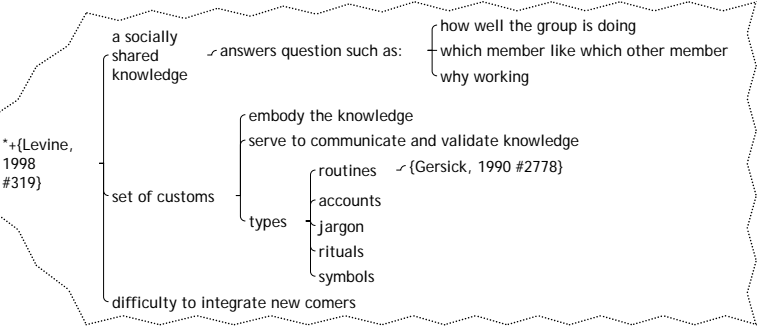 *+{Levine,
1998
#319}
a socially
shared
knowledge
answers question such as:
how well the group is doing
which member like which other member
why working
set of customs
embody the knowledge
serve to communicate and validate knowledge
types
routines
{Gersick, 1990 #2778}
accounts
jargon
rituals
symbols
difficulty to integrate new comers